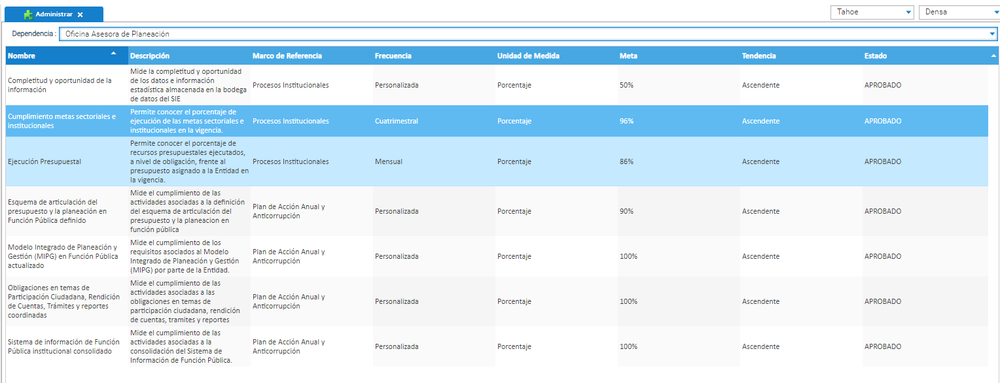 Administrar
Tahoe
Densa
Dependencia :
Oficina Asesora de Planeación
Nombre
Descripción
Marco de Referencia
Frecuencia
Unidad de Medida
Meta
Tendencia
Estado
Completitud y oportunidad de la
información
Mide la completitud y oportunidad
de los datos e información
estadística almacenada en la bodega
de datos del SIE
Procesos Institucionales
Personalizada
Porcentaje
50%
Ascendente
APROBADO
Cumplimiento metas sectoriales e
institucionales
Permite conocer el porcentaje de
ejecución de las metas sectoriales e
institucionales en la vigencia.
Procesos Institucionales
Cuatrimestral
Porcentaje
96%
Ascendente
APROBADO
Ejecución Presupuestal
Permite conocer el porcentaje de
recursos presupuestales ejecutados,
a nivel de obligación, frente al
presupuesto asignado a la Entidad en
la vigencia.
Procesos Institucionales
Mensual
Porcentaje
86%
Ascendente
APROBADO
Esquema de articulación del
presupuesto y la planeación en
Función Pública definido
Mide el cumplimiento de las
actividades asociadas a la definición
del esquema de articulación del
presupuesto y la planeacion en
función pública
Plan de Acción Anual y
Anticorrupción
Personalizada
Porcentaje
90%
Ascendente
APROBADO
Modelo Integrado de Planeación y
Gestión (MIPG) en Función Pública
actualizado
Mide el cumplimiento de los
requisitos asociados al Modelo
Integrado de Planeación y Gestión
(MIPG) por parte de la Entidad.
Plan de Acción Anual y
Anticorrupción
Personalizada
Porcentaje
100%
Ascendente
APROBADO
Obligaciones en temas de
Participación Ciudadana, Rendición
de Cuentas, Trámites y reportes
coordinadas
Mide el cumplimiento de las
actividades asociadas a las
obligaciones en temas de
participación ciudadana, rendición
de cuentas, tramites y reportes
Plan de Acción Anual y
Anticorrupción
Personalizada
Porcentaje
100%
Ascendente
APROBADO
Sistema de información de Función
Pública institucional consolidado
Mide el cumplimiento de las
actividades asociadas a la
consolidación del Sistema de
Información de Función Pública.
Plan de Acción Anual y
Anticorrupción
Personalizada
Porcentaje
100%
Ascendente
APROBADO